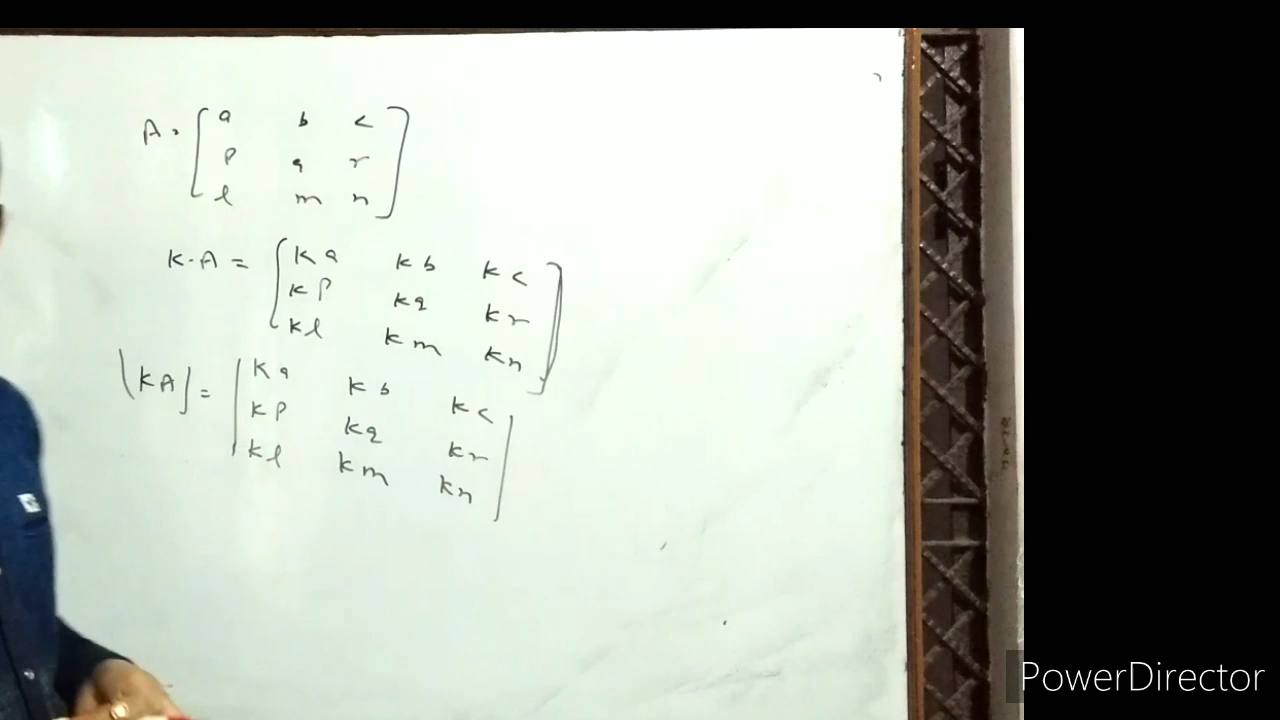 A = [ a b c
p q r
l m n ]
K·A = [ Ka Kb Kc
KP Kq Kr
Kl Km Kn ]
|KA| = | Ka Kb Kc
KP Kq Kr
Kl Km Kn |
PowerDirector